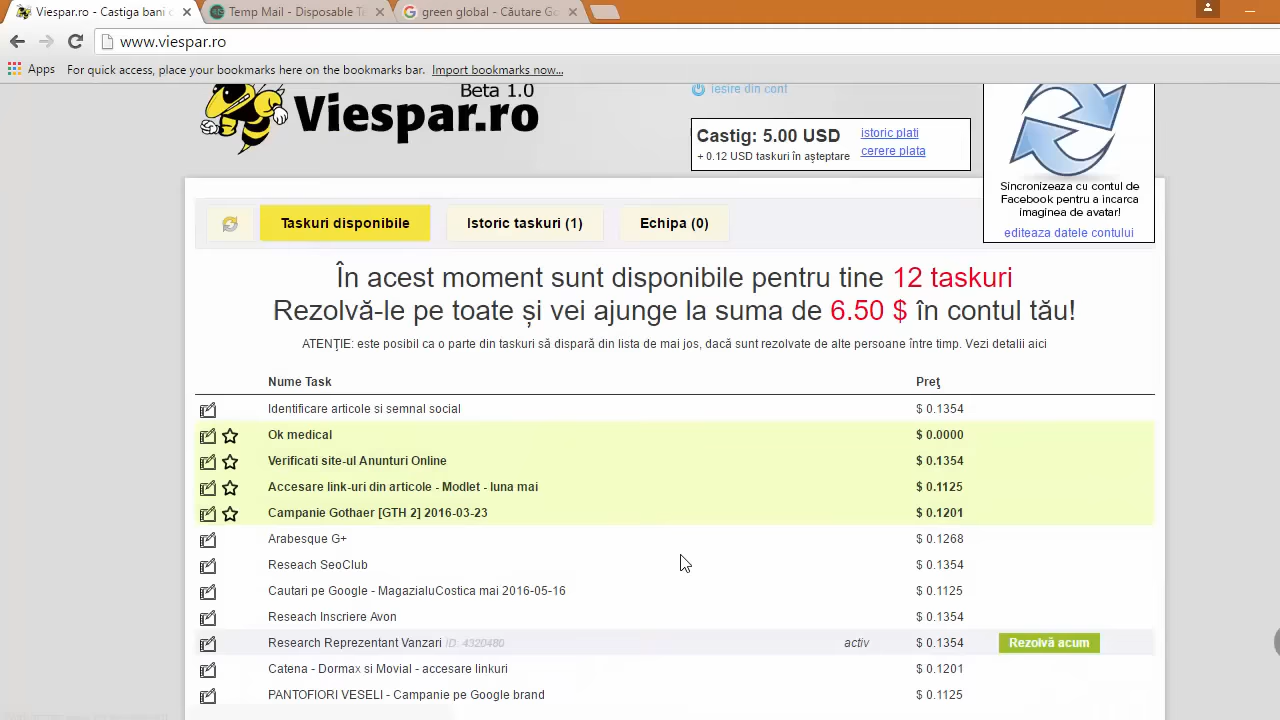 Viespar.ro - Castiga bani c
Temp Mail - Disposable Te
green global - Căutare Go
www.viespar.ro
Apps For quick access, place your bookmarks here on the bookmarks bar. Import bookmarks now...
Beta 1.0
Viespar.ro
iesire din cont
Castig: 5.00 USD istoric plati
+ 0.12 USD taskuri în așteptare cerere plata
Sincronizeaza cu contul de
Facebook pentru a incarca
imaginea de avatar!
editeaza datele contului
Taskuri disponibile Istoric taskuri (1) Echipa (0)
În acest moment sunt disponibile pentru tine 12 taskuri
Rezolvă-le pe toate și vei ajunge la suma de 6.50 $ în contul tău!
ATENŢIE: este posibil ca o parte din taskuri să dispară din lista de mai jos, dacă sunt rezolvate de alte persoane între timp. Vezi detalii aici
Nume Task Preţ
Identificare articole si semnal social $ 0.1354
Ok medical $ 0.0000
Verificati site-ul Anunturi Online $ 0.1354
Accesare link-uri din articole - Modlet - luna mai $ 0.1125
Campanie Gothaer [GTH 2] 2016-03-23 $ 0.1201
Arabesque G+ $ 0.1268
Reseach SeoClub $ 0.1354
Cautari pe Google - MagazialuCostica mai 2016-05-16 $ 0.1125
Reseach Inscriere Avon $ 0.1354
Research Reprezentant Vanzari ID: 4320480 activ $ 0.1354 Rezolvă acum
Catena - Dormax si Movial - accesare linkuri $ 0.1201
PANTOFIORI VESELI - Campanie pe Google brand $ 0.1125